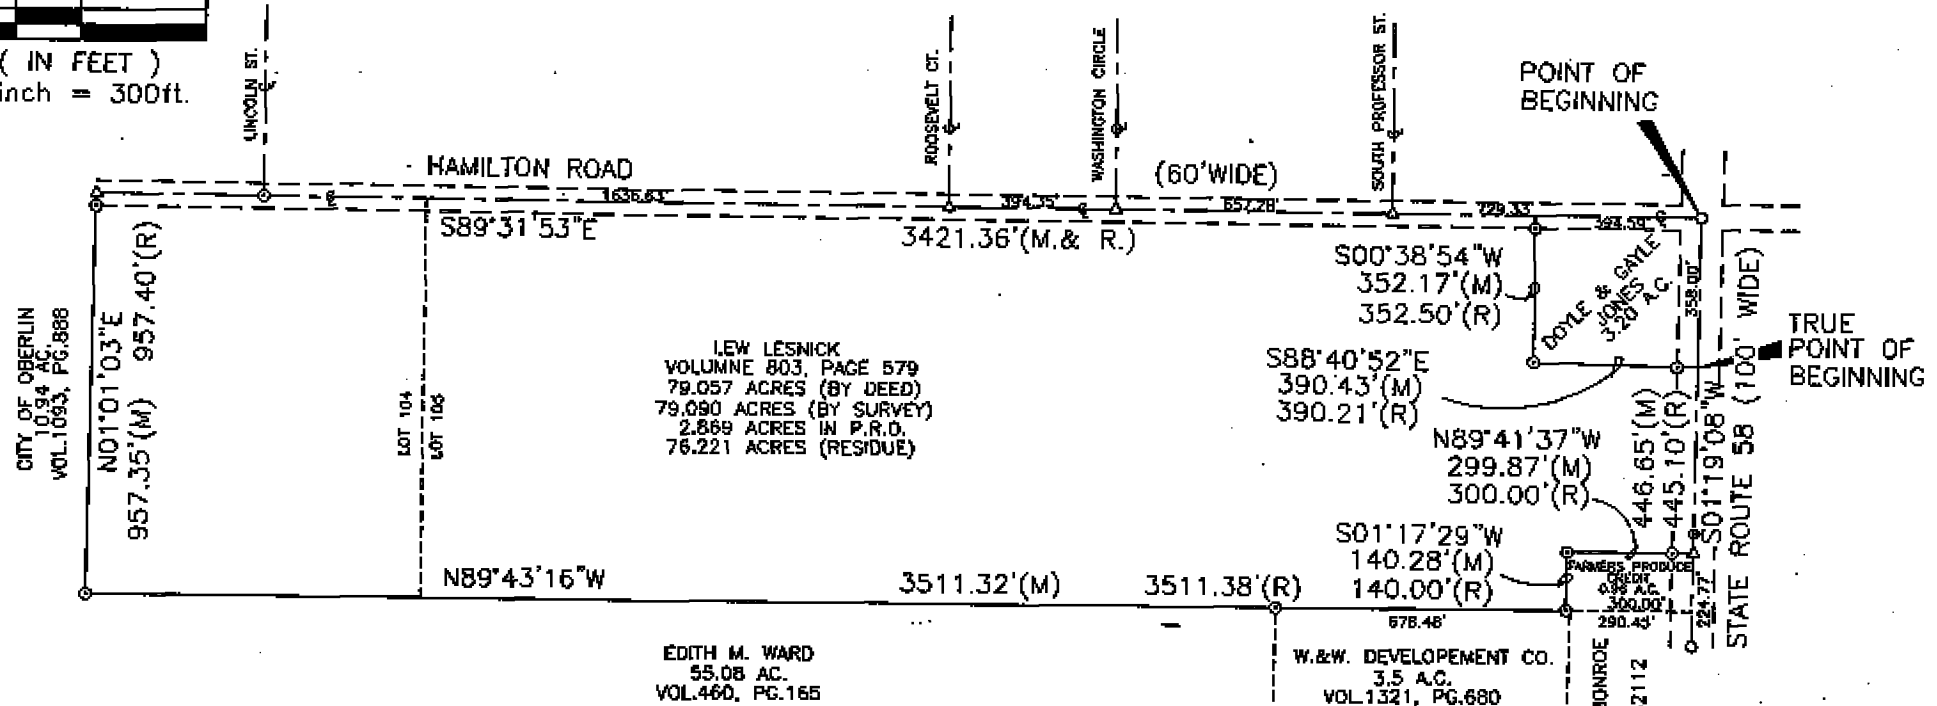 ( IN FEET )
inch = 300ft.
LINCOLN ST.
ROOSEVELT CT.
WASHINGTON CIRCLE
SOUTH PROFESSOR ST.
POINT OF
BEGINNING
HAMILTON ROAD
(60'WIDE)
1636.63
394.35
657.28
729.33
394.59
S89°31'53"E
3421.36'(M.& R.)
S00°38'54"W
352.17'(M)
352.50'(R)
DOYLE & GAYLE
JONES
3.20 A.C.
358.00'
TRUE
POINT OF
BEGINNING
CITY OF OBERLIN
10.94 AC.
VOL.1093, PG.888
N01°01'03"E
957.35'(M) 957.40'(R)
LOT 104
LOT 105
LEW LESNICK
VOLUMNE 803, PAGE 579
79.057 ACRES (BY DEED)
79.090 ACRES (BY SURVEY)
2.869 ACRES IN P.R.O.
76.221 ACRES (RESIDUE)
S88°40'52"E
390.43'(M)
390.21'(R)
N89°41'37"W
299.87'(M)
300.00'(R)
446.65'(M)
445.10'(R)
S01°19'08"W
STATE ROUTE 58 (100' WIDE)
S01°17'29"W
140.28'(M)
140.00'(R)
FARMERS PRODUCE
CREDIT
0.96 A.C.
300.00'
290.45'
224.77'
N89°43'16"W
3511.32'(M)
3511.38'(R)
678.48'
EDITH M. WARD
55.08 AC.
VOL.460, PG.165
W.&W. DEVELOPEMENT CO.
3.5 A.C.
VOL.1321, PG.680
MONROE
2112